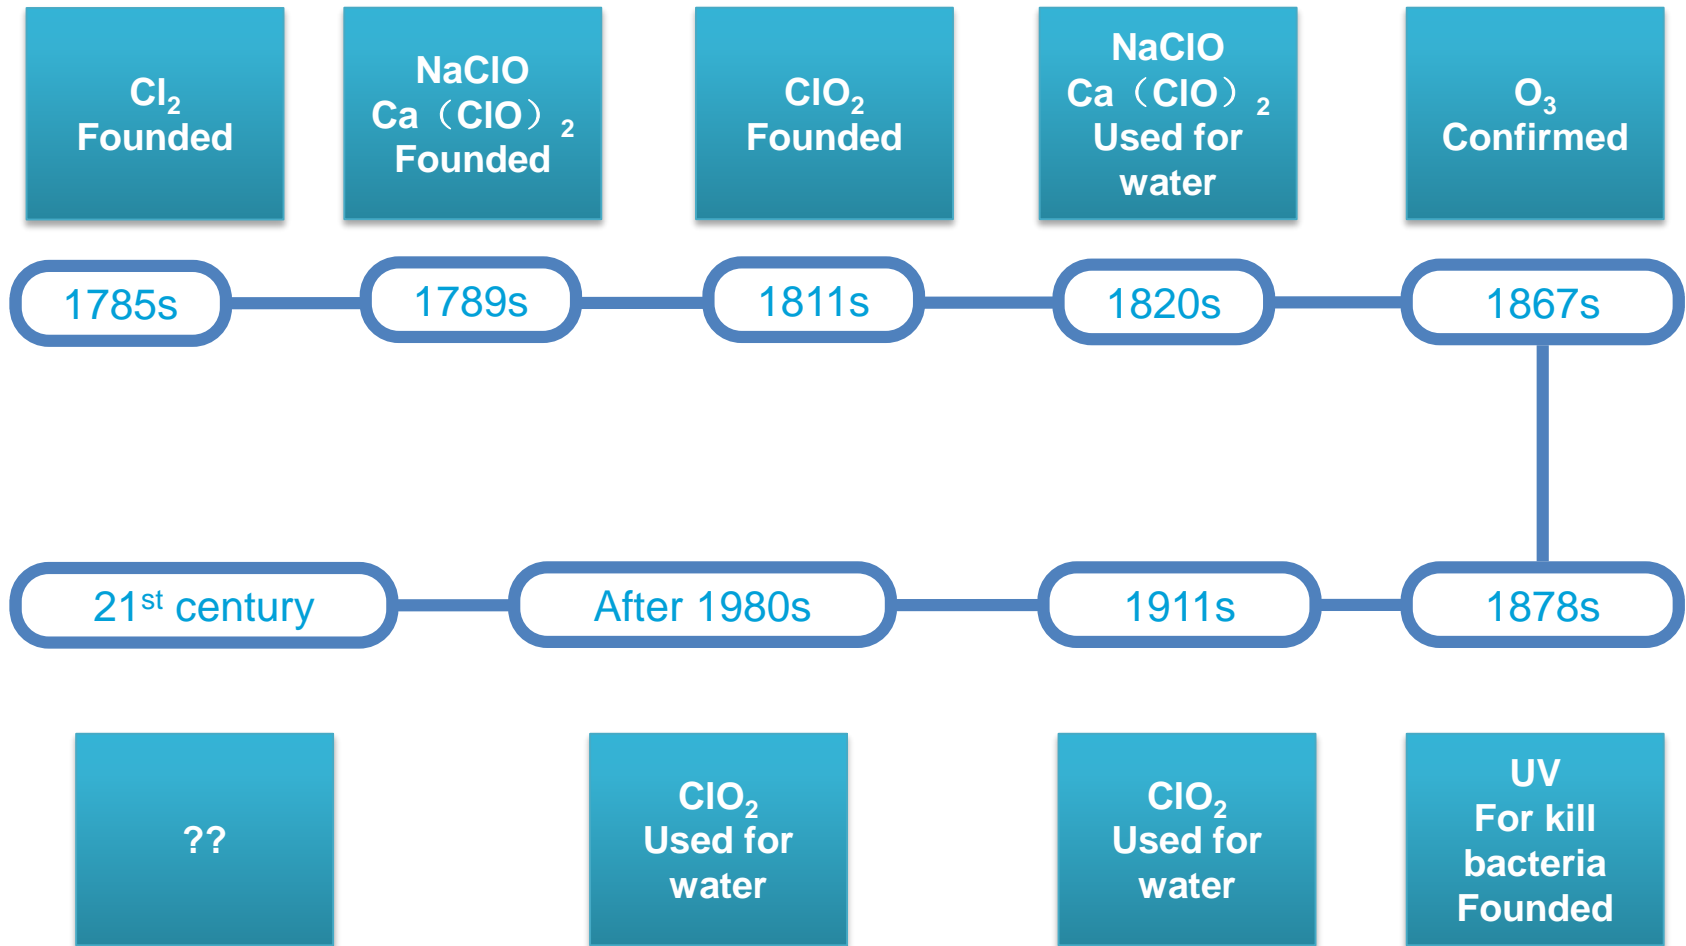 Cl₂
Founded
NaClO
Ca（ClO）₂
Founded
ClO₂
Founded
NaClO
Ca（ClO）₂
Used for
water
O₃
Confirmed
1785s
1789s
1811s
1820s
1867s
21st century
After 1980s
1911s
1878s
??
ClO₂
Used for
water
ClO₂
Used for
water
UV
For kill
bacteria
Founded